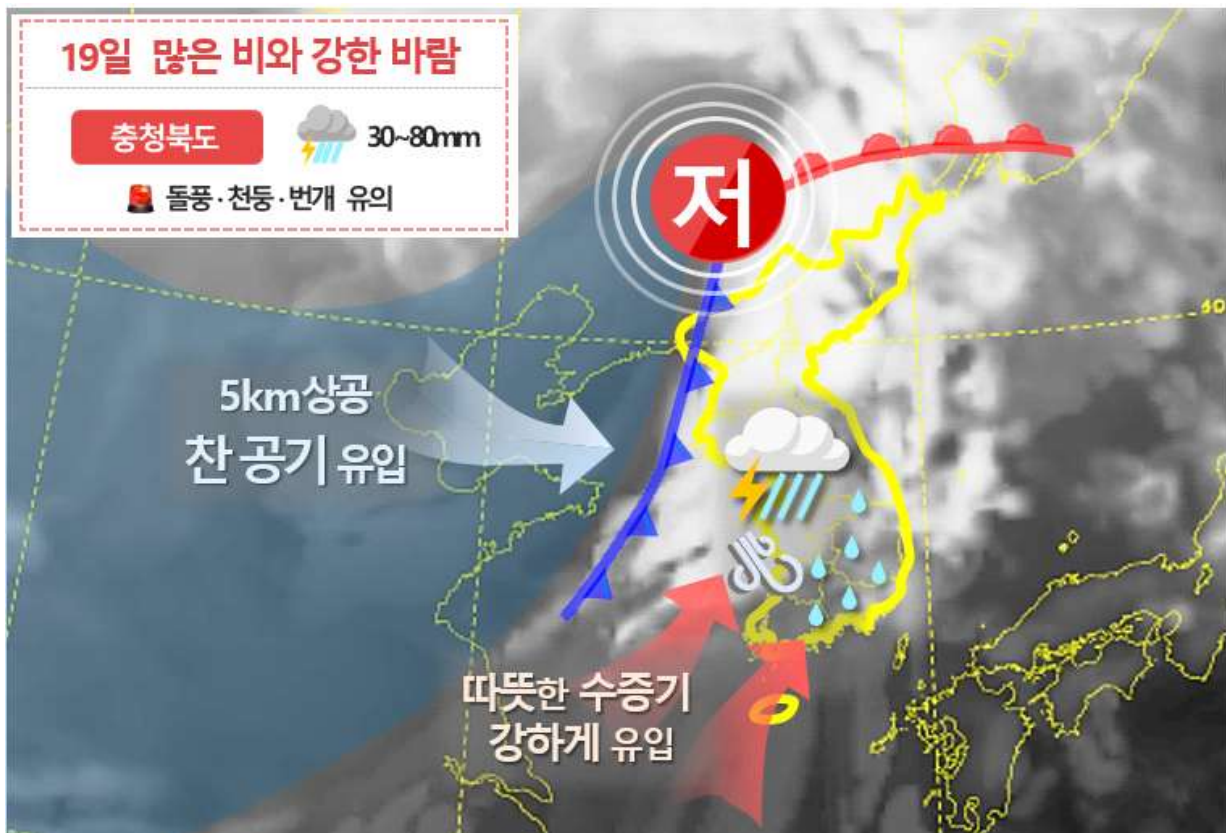 19일 많은 비와 강한 바람
충청북도
30~80mm
돌풍·천둥·번개 유의
저
40
5km상공
찬 공기 유입
따뜻한 수증기
강하게 유입